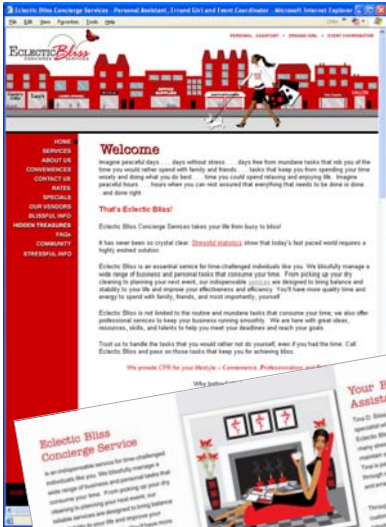 Eclectic Bliss Concierge Services - Personal Assistant, Errand Girl and Event Coordinator - Microsoft Internet Explorer
File Edit View Favorites Tools Help
Links
PERSONAL ASSISTANT • ERRAND GIRL • EVENT COORDINATOR
ECLECTIC Bliss
CONCIERGE SERVICES
OFFICE SUPPLIES
SALON
HOME
SERVICES
ABOUT US
CONVENIENCES
CONTACT US
RATES
SPECIALS
OUR VENDORS
BLISSFUL INFO
HIDDEN TREASURES
FAQs
COMMUNITY
STRESSFUL INFO
Welcome
Imagine peaceful days . . . days without stress . . . days free from mundane tasks that rob you of the
time you would rather spend with family and friends . . . tasks that keep you from spending your time
wisely and doing what you do best . . . time you could spend relaxing and enjoying life. Imagine
peaceful hours . . . hours when you can rest assured that everything that needs to be done is done . . .
and done right.
That's Eclectic Bliss!
Eclectic Bliss Concierge Services takes your life from busy to bliss!
It has never been so crystal clear. Stressful statistics show that today's fast paced world requires a
highly evolved solution.
Eclectic Bliss is an essential service for time-challenged individuals like you. We blissfully manage a
wide range of business and personal tasks that consume your time. From picking up your dry
cleaning to planning your next event, our indispensable services are designed to bring balance and
stability to your life and improve your effectiveness and efficiency. You'll have more quality time and
energy to spend with family, friends, and most importantly, yourself.
Eclectic Bliss is not limited to the routine and mundane tasks that consume your time; we also offer
professional services to keep your business running smoothly. We are here with great ideas,
resources, skills, and talents to help you meet your deadlines and reach your goals.
Trust us to handle the tasks that you would rather not do yourself, even if you had the time. Call
Eclectic Bliss and pass on those tasks that keep you for achieving bliss.
We provide CPR for your lifestyle – Convenience, Professionalism and
Why
Eclectic Bliss
Concierge Service
is an indispensable service for time-challenged
individuals like you. We blissfully manage a
wide range of business and personal tasks that
consume your time. From picking up your dry
cleaning to planning your next event, our
reliable services are designed to bring balance
to your life and improve your
Your B
Assist